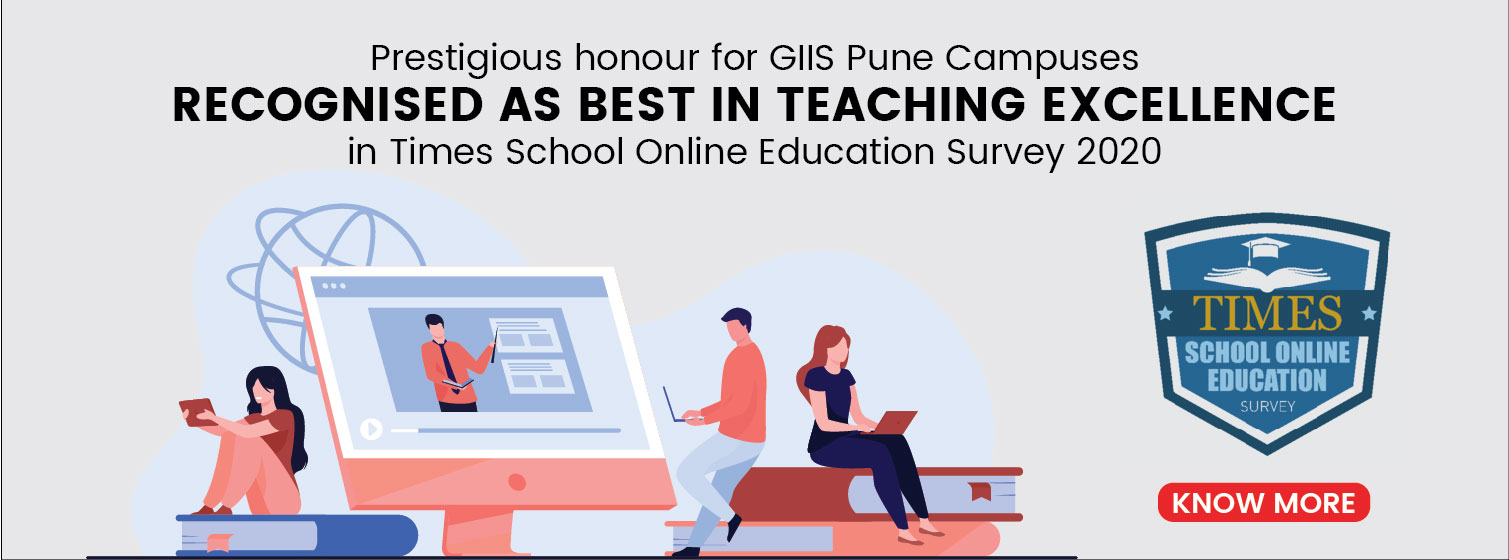 Prestigious honour for GIIS Pune Campuses
RECOGNISED AS BEST IN TEACHING EXCELLENCE
in Times School Online Education Survey 2020
TIMES
SCHOOL ONLINE
EDUCATION
SURVEY
KNOW MORE